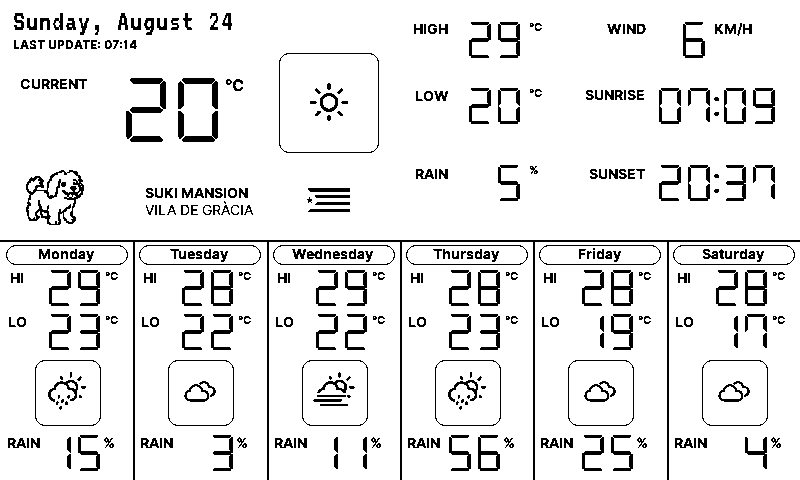 Sunday, August 24
LAST UPDATE: 07:14
CURRENT 20°C
SUKI MANSION
VILA DE GRÀCIA
HIGH 29°C
LOW 20°C
RAIN 5%
WIND 6 KM/H
SUNRISE 07:09
SUNSET 20:37
Monday
HI 29°C
LO 23°C
RAIN 15%
Tuesday
HI 28°C
LO 22°C
RAIN 3%
Wednesday
HI 29°C
LO 22°C
RAIN 11%
Thursday
HI 28°C
LO 23°C
RAIN 56%
Friday
HI 28°C
LO 19°C
RAIN 25%
Saturday
HI 28°C
LO 17°C
RAIN 4%